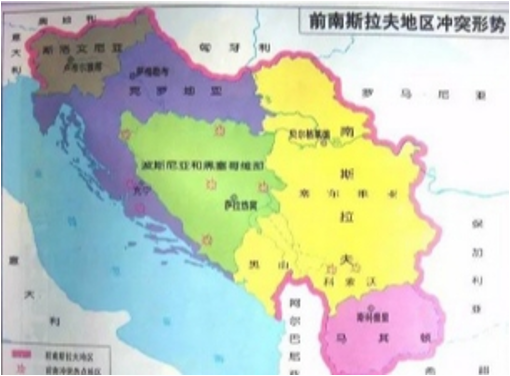 前南斯拉夫地区冲突形势
奥地利
意大利
匈牙利
斯洛文尼亚
卢布尔雅那
萨格勒布
克罗地亚
罗马尼亚
南斯拉夫
贝尔格莱德
塞尔维亚
波斯尼亚和黑塞哥维那
萨拉热窝
黑山
科索沃
保加利亚
意大利
阿尔巴尼亚
斯科普里
马其顿
希腊
前南斯拉夫地区